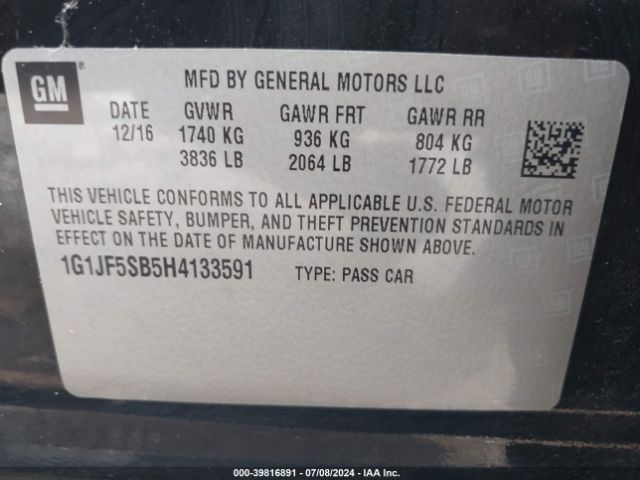 GM
MFD BY GENERAL MOTORS LLC
DATE GVWR GAWR FRT GAWR RR
12/16 1740 KG 936 KG 804 KG
3836 LB 2064 LB 1772 LB
THIS VEHICLE CONFORMS TO ALL APPLICABLE U.S. FEDERAL MOTOR
VEHICLE SAFETY, BUMPER, AND THEFT PREVENTION STANDARDS IN
EFFECT ON THE DATE OF MANUFACTURE SHOWN ABOVE.
1G1JF5SB5H4133591 TYPE: PASS CAR
000-39816891 / 07/08/2024 - IAA Inc.